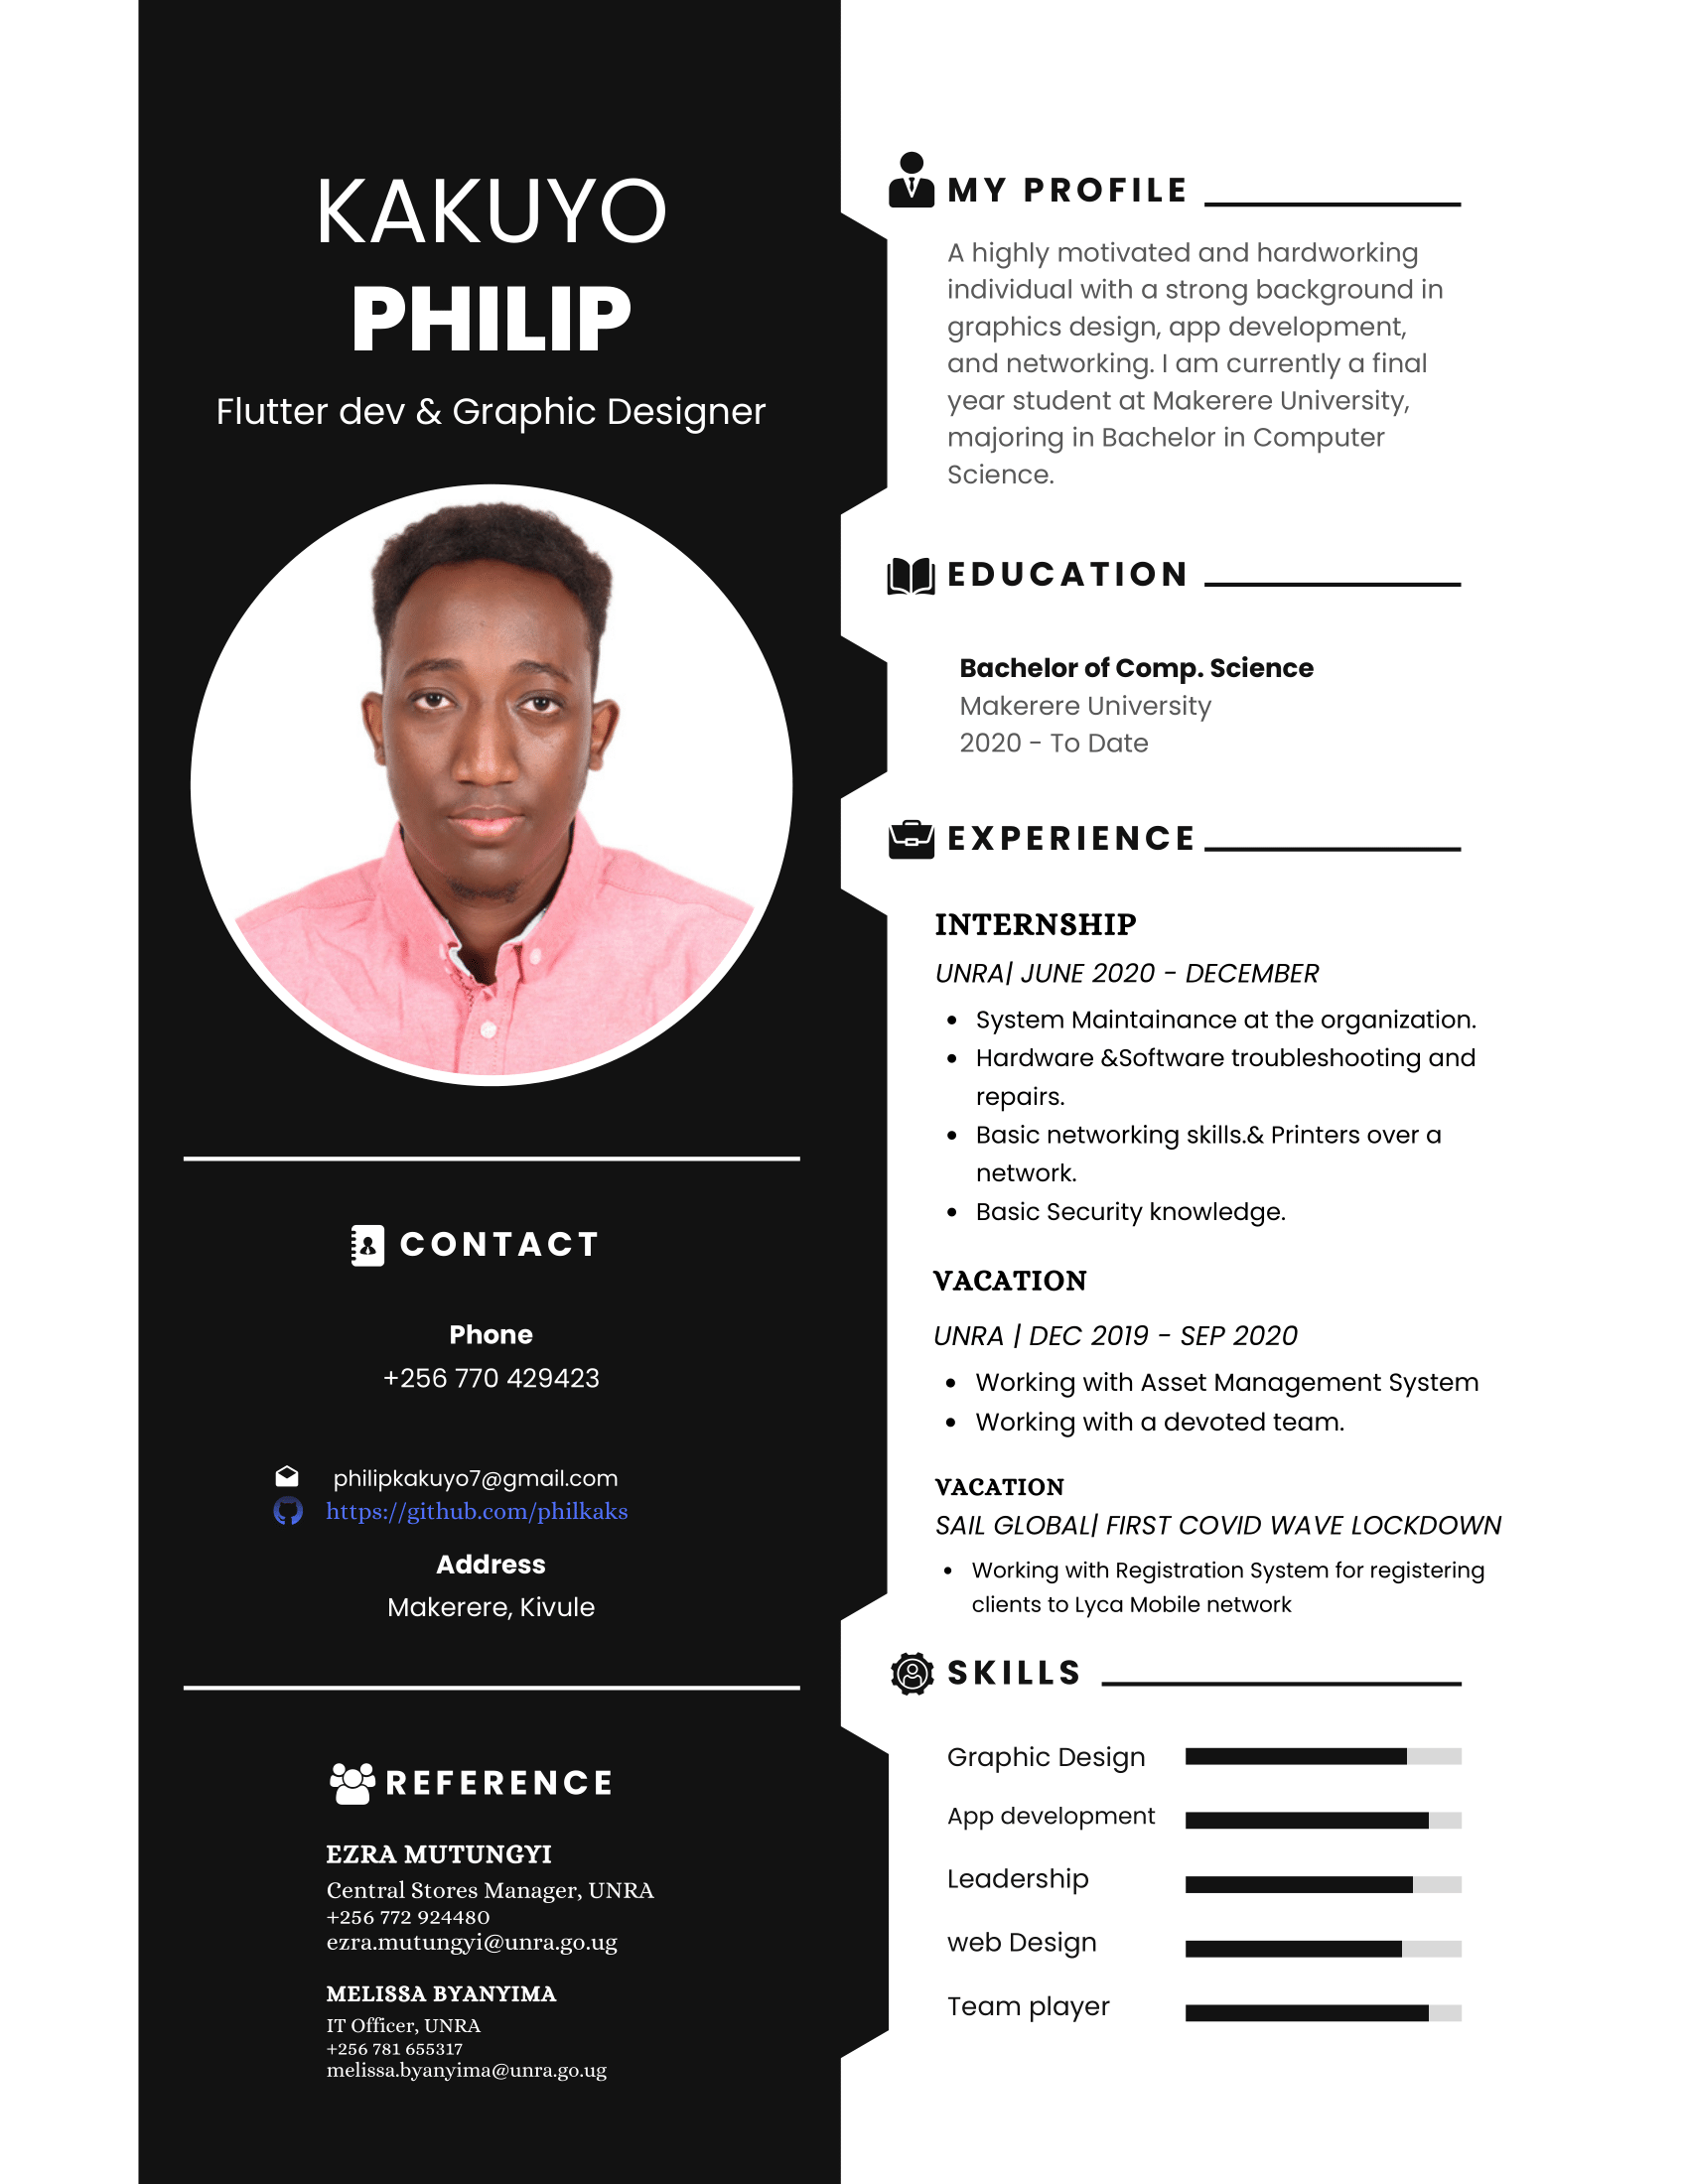 KAKUYO
PHILIP
Flutter dev & Graphic Designer
CONTACT
Phone
+256 770 429423
philipkakuyo7@gmail.com
https://github.com/philkaks
Address
Makerere, Kivule
REFERENCE
EZRA MUTUNGYI
Central Stores Manager, UNRA
+256 772 924480
ezra.mutungyi@unra.go.ug
MELISSA BYANYIMA
IT Officer, UNRA
+256 781 655317
melissa.byanyima@unra.go.ug
MY PROFILE
A highly motivated and hardworking
individual with a strong background in
graphics design, app development,
and networking. I am currently a final
year student at Makerere University,
majoring in Bachelor in Computer
Science.
EDUCATION
Bachelor of Comp. Science
Makerere University
2020 - To Date
EXPERIENCE
INTERNSHIP
UNRA| JUNE 2020 - DECEMBER
• System Maintainance at the organization.
• Hardware &Software troubleshooting and
repairs.
• Basic networking skills.& Printers over a
network.
• Basic Security knowledge.
VACATION
UNRA | DEC 2019 - SEP 2020
• Working with Asset Management System
• Working with a devoted team.
VACATION
SAIL GLOBAL| FIRST COVID WAVE LOCKDOWN
• Working with Registration System for registering
clients to Lyca Mobile network
SKILLS
Graphic Design
App development
Leadership
web Design
Team player